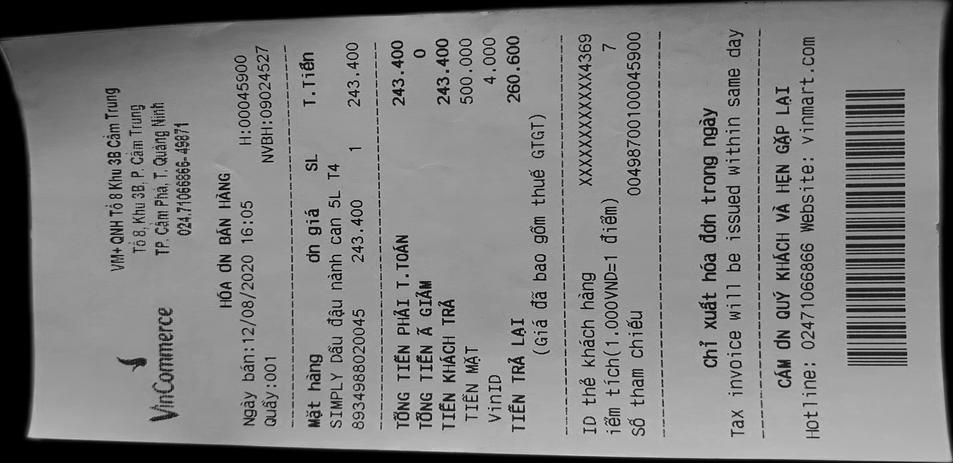 VinCommerce
VM+ QNH Tổ 8 Khu 3B Cẩm Trung
Tổ 8, Khu 3B, P. Cẩm Trung
TP. Cẩm Phả, T. Quảng Ninh
024.71066866-49871
HÓA ĐN BÁN HÀNG
Ngày bán:12/08/2020 16:05 H:00045900
Quầy:001 NVBH:09024527
Mặt hàng đn giá SL T.Tiền
SIMPLY Dầu đậu nành can 5L T4
8934988020045 243.400 1 243.400
TỔNG TIỀN PHẢI T.TOÁN 243.400
TỔNG TIỀN Ã GIẢM 0
TIỀN KHÁCH TRẢ 243.400
TIỀN MẶT 500.000
VinID 4.000
TIỀN TRẢ LẠI 260.600
(Giá đã bao gồm thuế GTGT)
ID thẻ khách hàng XXXXXXXXXXXX4369
iểm tích(1.000VND=1 điểm) 7
Số tham chiếu 00498700100045900
Chỉ xuất hóa đơn trong ngày
Tax invoice will be issued within same day
CẢM ƠN QUÝ KHÁCH VÀ HẸN GẶP LẠI
Hotline: 02471066866 Website: vinmart.com